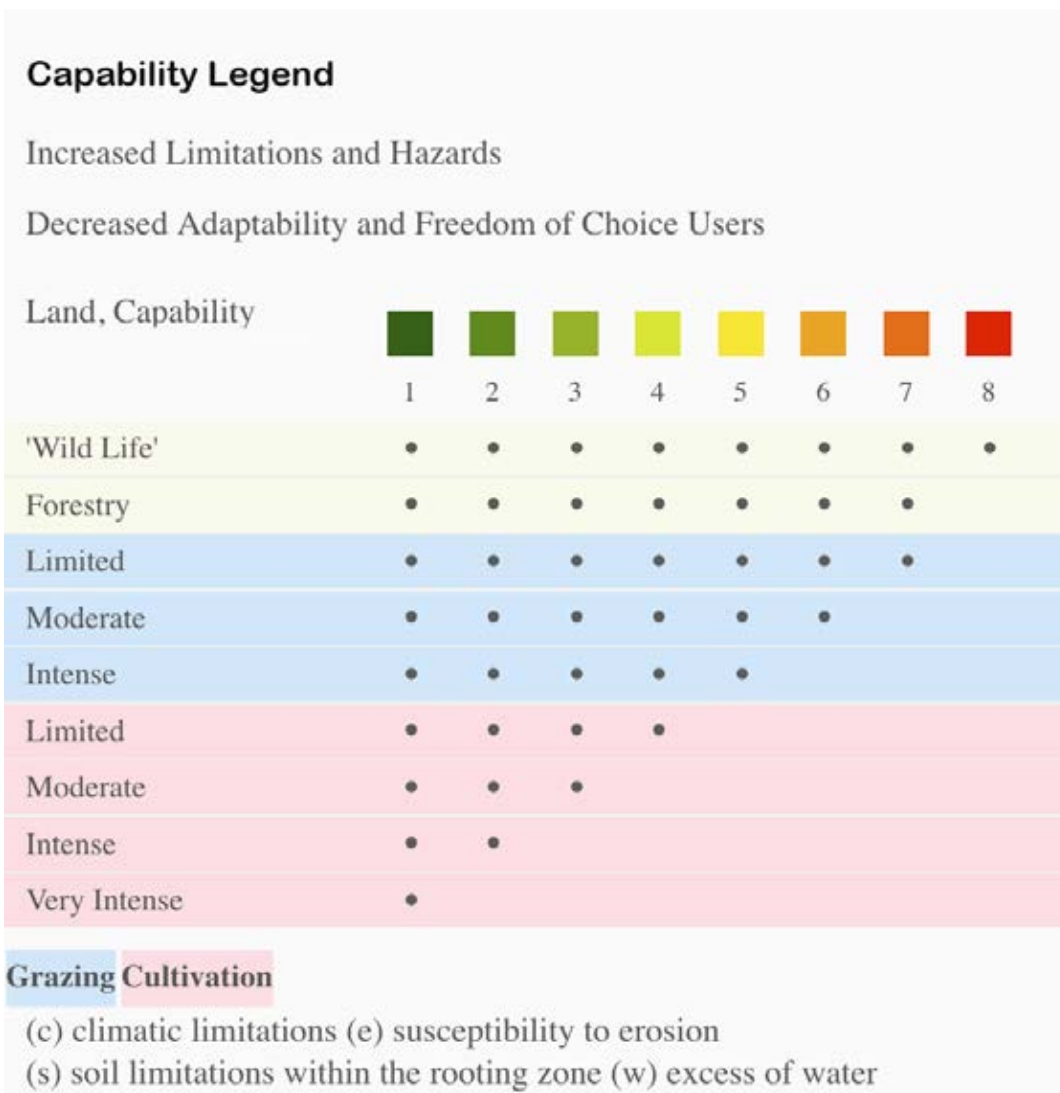 Capability Legend
Increased Limitations and Hazards
Decreased Adaptability and Freedom of Choice Users
Land, Capability
1 2 3 4 5 6 7 8
'Wild Life' • • • • • • • •
Forestry • • • • • • •
Limited • • • • • • •
Moderate • • • • • •
Intense • • • • •
Limited • • • •
Moderate • • •
Intense • •
Very Intense •
Grazing Cultivation
(c) climatic limitations (e) susceptibility to erosion
(s) soil limitations within the rooting zone (w) excess of water